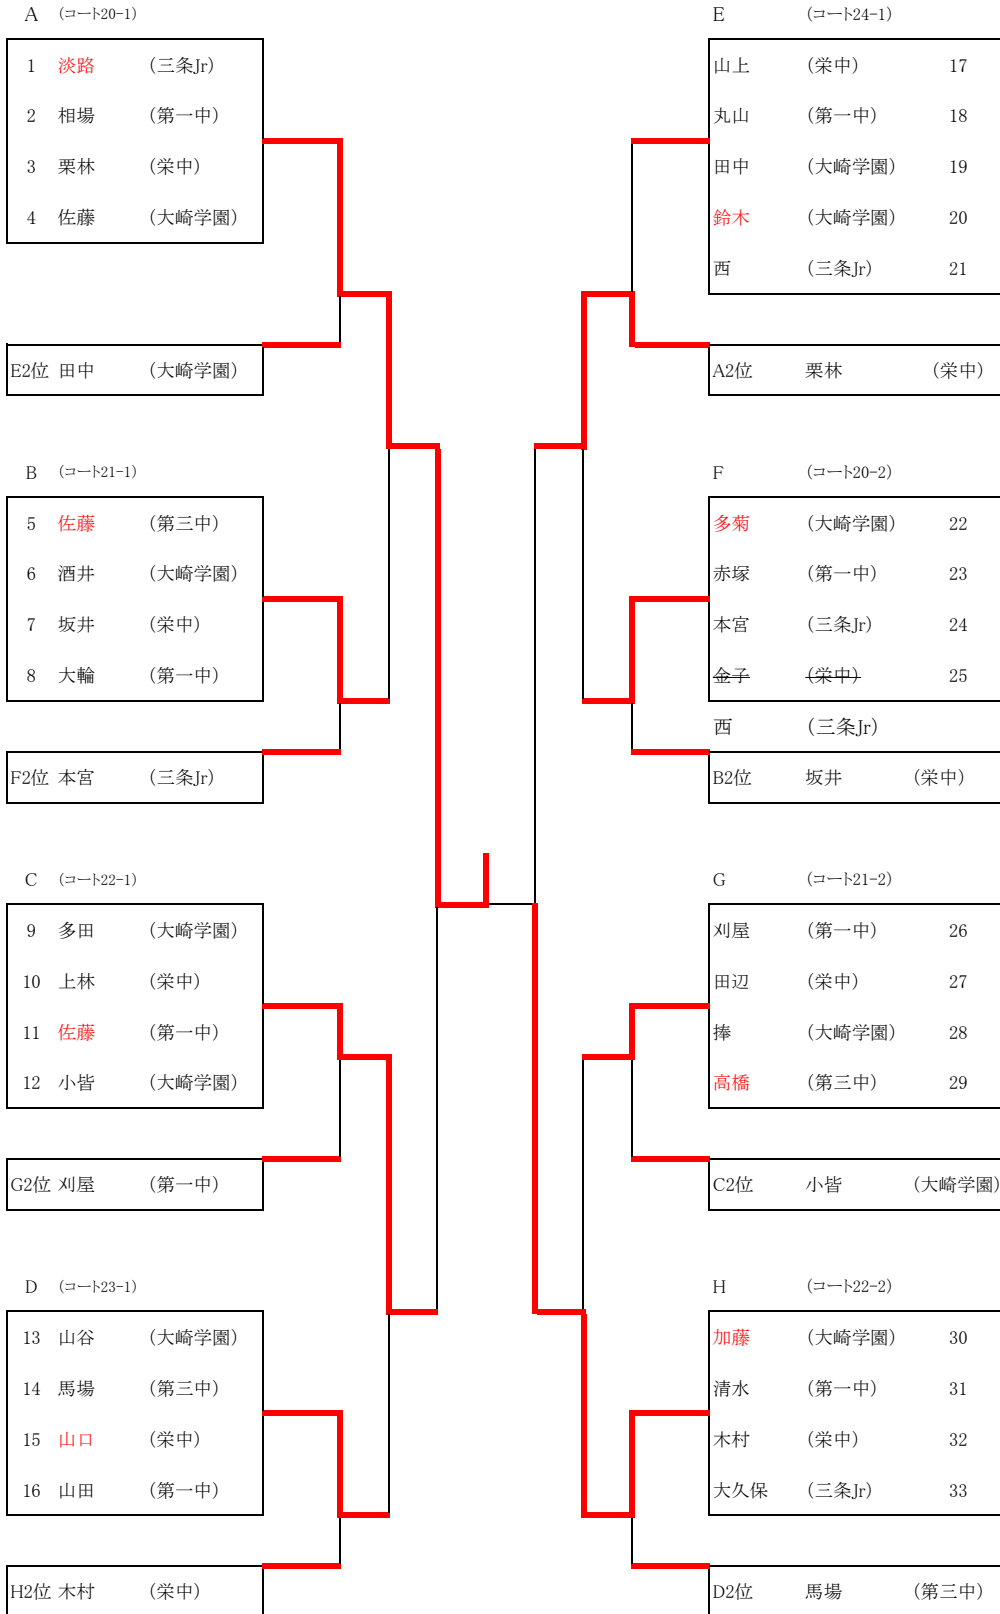 A （コート20-1）
1 淡路 （三条Jr）
2 相場 （第一中）
3 栗林 （栄中）
4 佐藤 （大崎学園）
E2位 田中 （大崎学園）
B （コート21-1）
5 佐藤 （第三中）
6 酒井 （大崎学園）
7 坂井 （栄中）
8 大輪 （第一中）
F2位 本宮 （三条Jr）
C （コート22-1）
9 多田 （大崎学園）
10 上林 （栄中）
11 佐藤 （第一中）
12 小皆 （大崎学園）
G2位 刈屋 （第一中）
D （コート23-1）
13 山谷 （大崎学園）
14 馬場 （第三中）
15 山口 （栄中）
16 山田 （第一中）
H2位 木村 （栄中）
E （コート24-1）
山上 （栄中） 17
丸山 （第一中） 18
田中 （大崎学園） 19
鈴木 （大崎学園） 20
西 （三条Jr） 21
A2位 栗林 （栄中）
F （コート20-2）
多菊 （大崎学園） 22
赤塚 （第一中） 23
本宮 （三条Jr） 24
金子 （栄中） 25
西 （三条Jr）
B2位 坂井 （栄中）
G （コート21-2）
刈屋 （第一中） 26
田辺 （栄中） 27
捧 （大崎学園） 28
高橋 （第三中） 29
C2位 小皆 （大崎学園）
H （コート22-2）
加藤 （大崎学園） 30
清水 （第一中） 31
木村 （栄中） 32
大久保 （三条Jr） 33
D2位 馬場 （第三中）